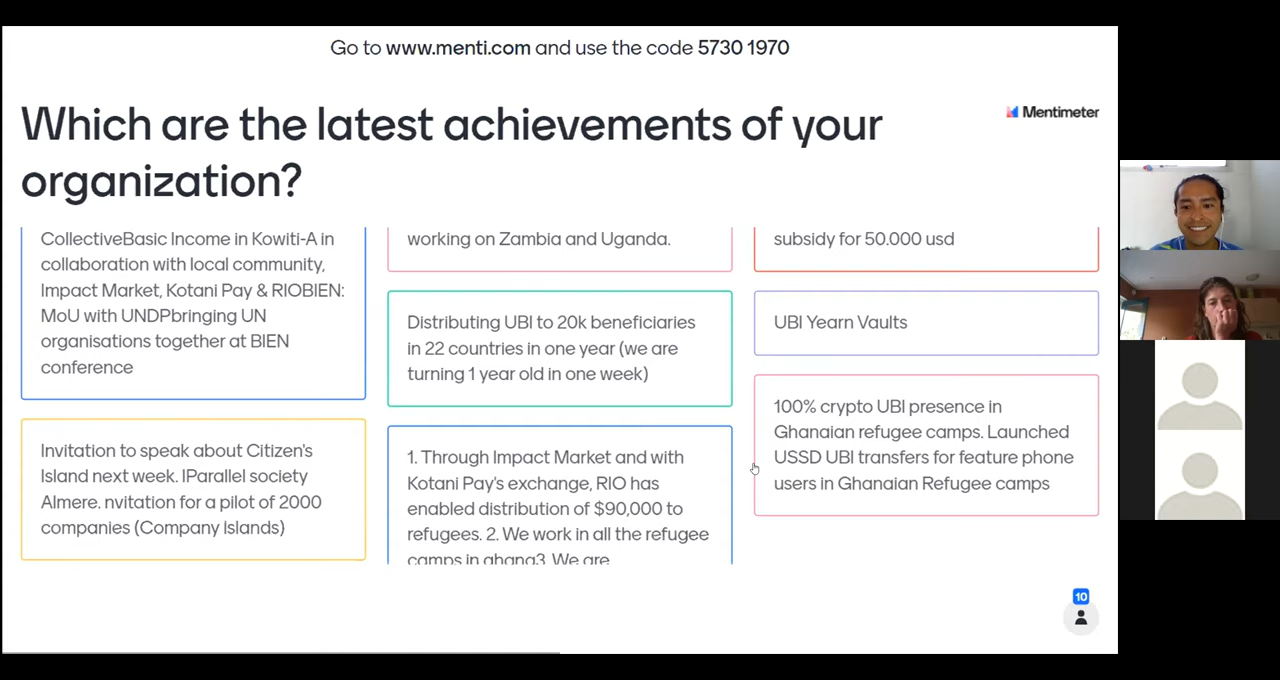 Go to www.menti.com and use the code 5730 1970
Which are the latest achievements of your
organization?
Mentimeter
CollectiveBasic Income in Kowiti-A in
collaboration with local community,
Impact Market, Kotani Pay & RIOBIEN:
MoU with UNDPbringing UN
organisations together at BIEN
conference
Invitation to speak about Citizen's
Island next week. IParallel society
Almere. nvitation for a pilot of 2000
companies (Company Islands)
working on Zambia and Uganda.
Distributing UBI to 20k beneficiaries
in 22 countries in one year (we are
turning 1 year old in one week)
1. Through Impact Market and with
Kotani Pay's exchange, RIO has
enabled distribution of $90,000 to
refugees. 2. We work in all the refugee
camps in ghana3. We are
subsidy for 50.000 usd
UBI Yearn Vaults
100% crypto UBI presence in
Ghanaian refugee camps. Launched
USSD UBI transfers for feature phone
users in Ghanaian Refugee camps
10